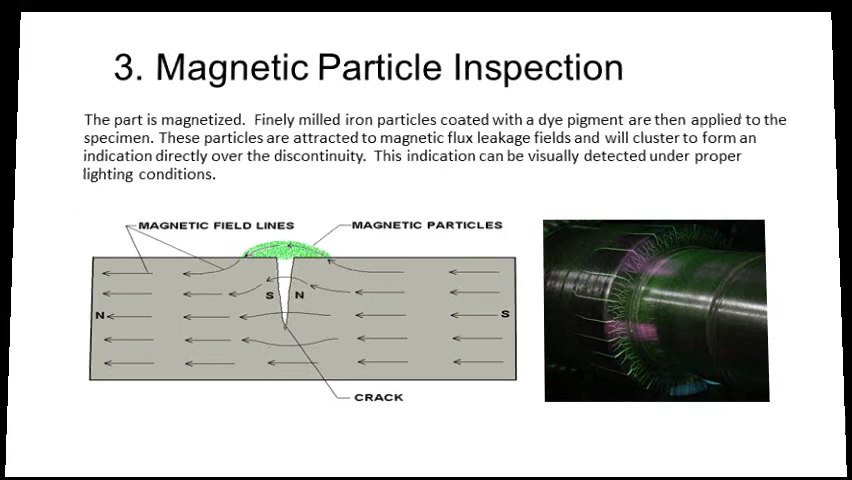 3. Magnetic Particle Inspection
The part is magnetized. Finely milled iron particles coated with a dye pigment are then applied to the
specimen. These particles are attracted to magnetic flux leakage fields and will cluster to form an
indication directly over the discontinuity. This indication can be visually detected under proper
lighting conditions.
MAGNETIC FIELD LINES
MAGNETIC PARTICLES
S N
N
S
CRACK